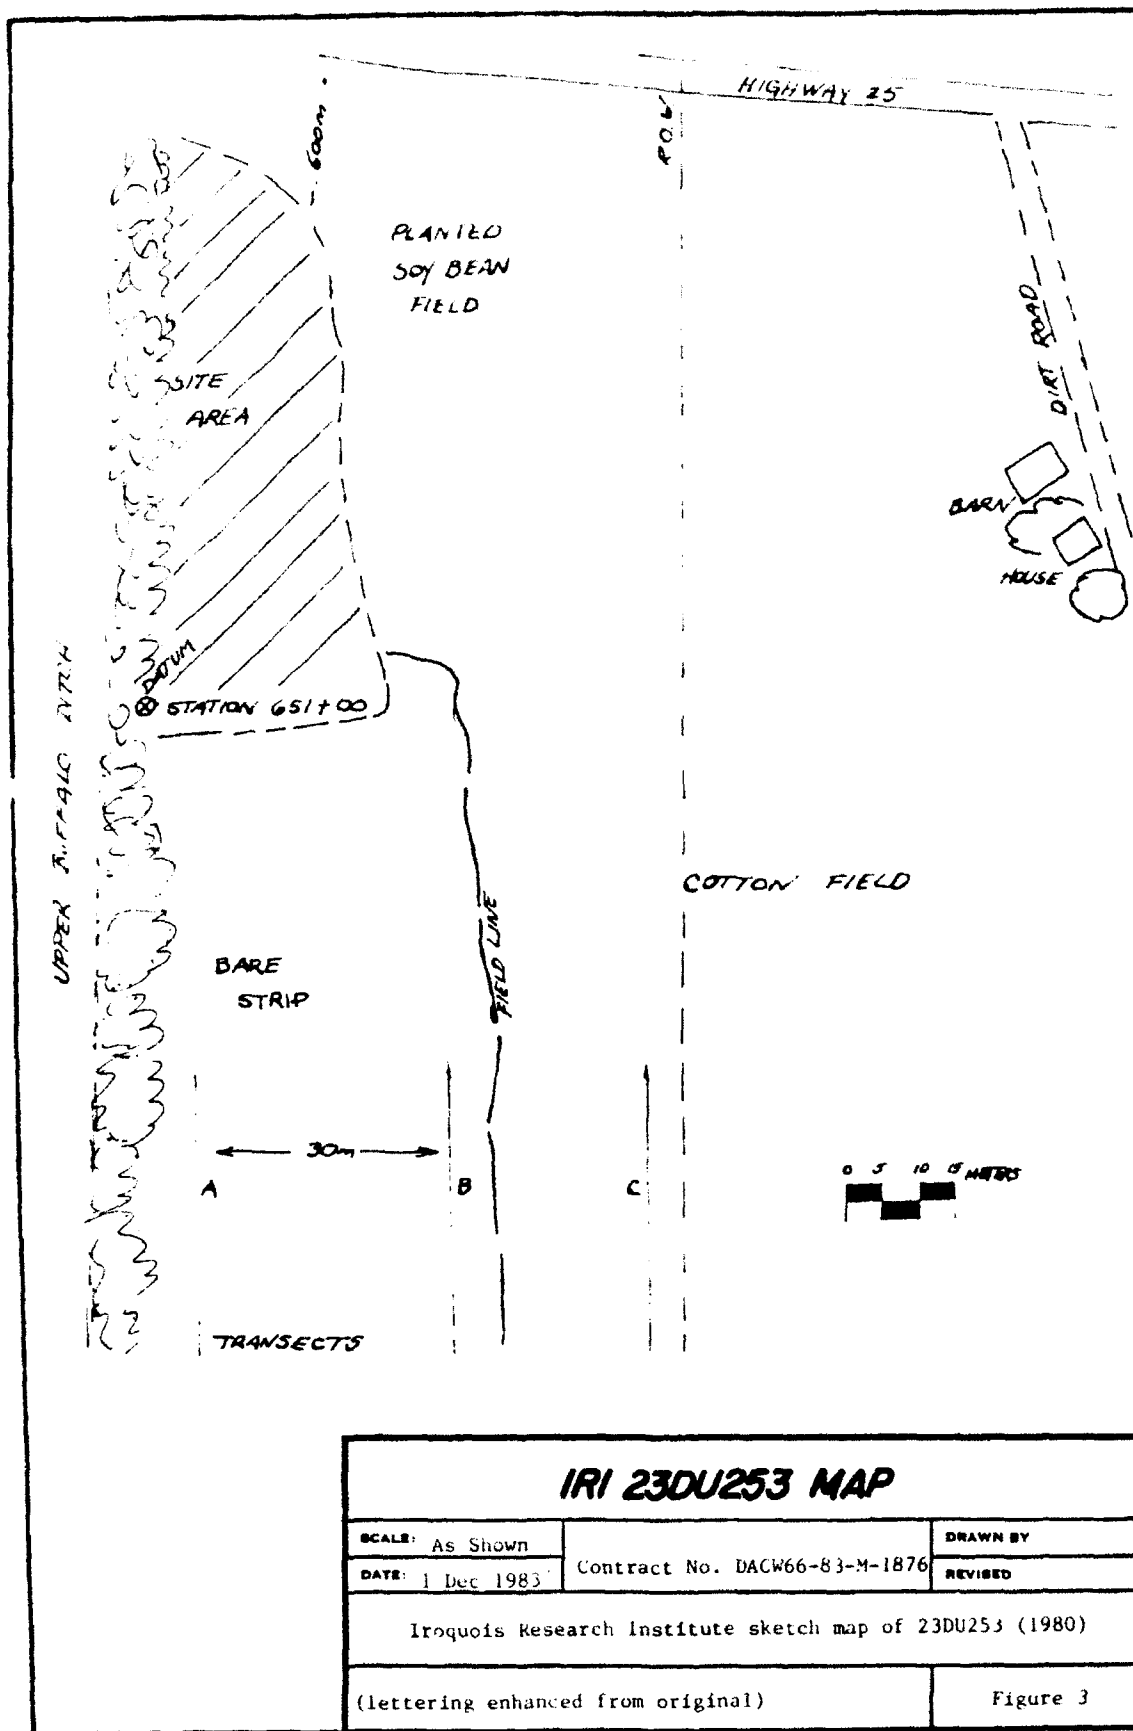 HIGHWAY 25
600m
R.O.W
PLANTED
SOY BEAN
FIELD
DIRT ROAD
SITE
AREA
BARN
HOUSE
DATUM
STATION 651+00
UPPER BUFFALO DITCH
COTTON FIELD
FIELD LINE
BARE
STRIP
30m
A
B
C
0 5 10 15 METERS
TRANSECTS
IRI 23DU253 MAP
SCALE: As Shown
DATE: 1 Dec 1983
Contract No. DACW66-83-M-1876
DRAWN BY
REVISED
Iroquois Research Institute sketch map of 23DU253 (1980)
(lettering enhanced from original)
Figure 3